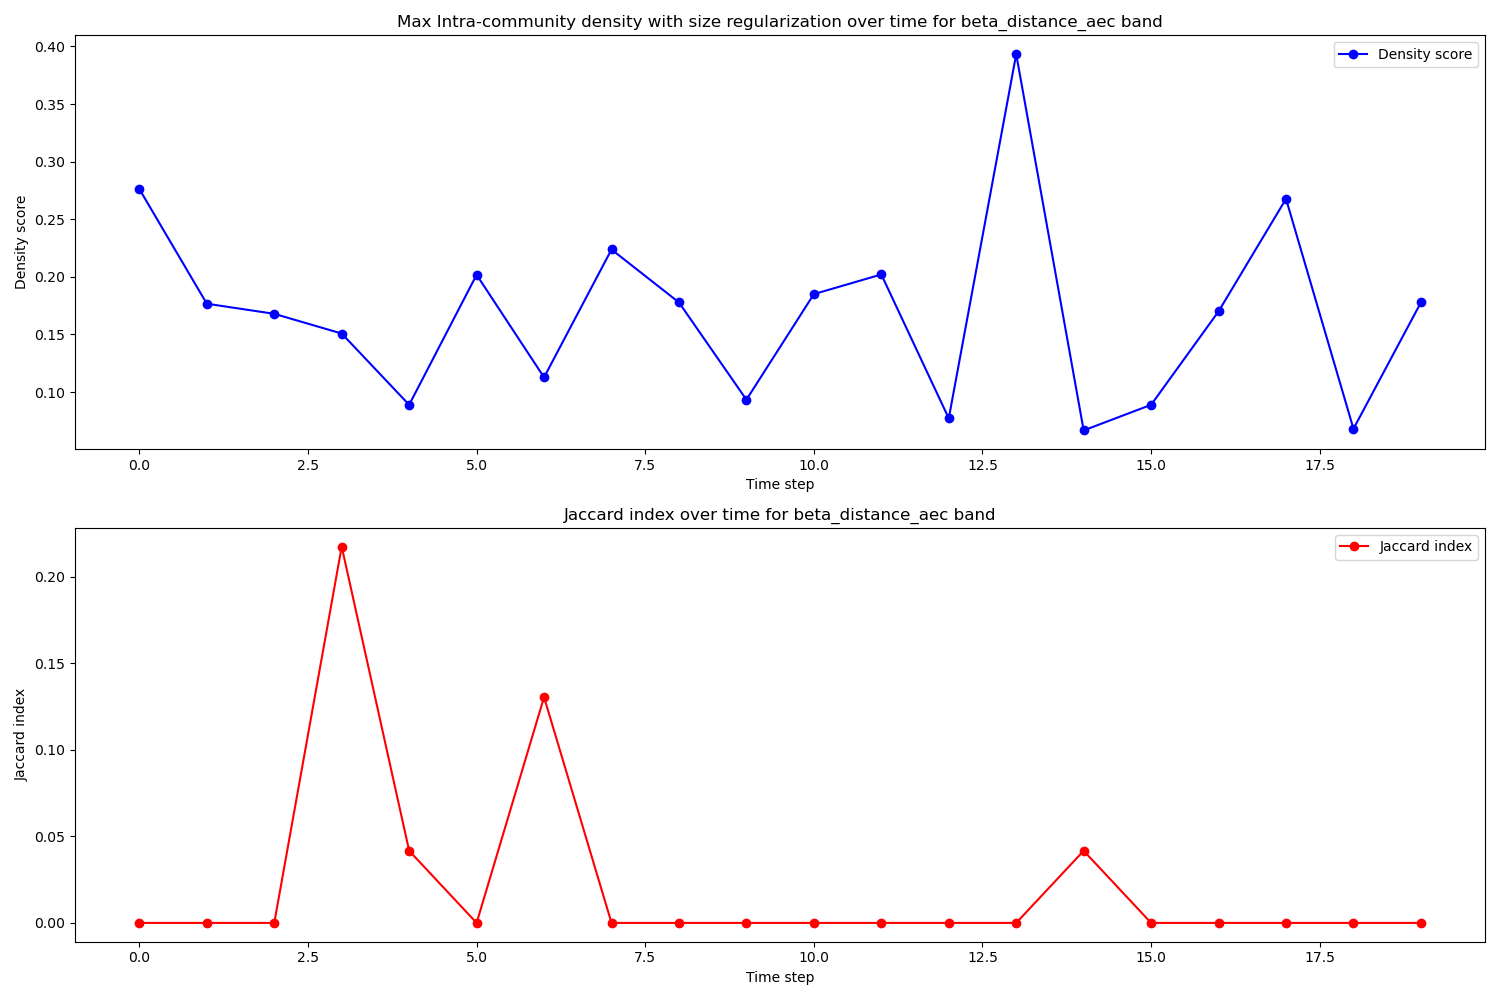 Max Intra-community density with size regularization over time for beta_distance_aec band
Density score
0.40
0.35
0.30
0.25
0.20
0.15
0.10
Density score
0.0 2.5 5.0 7.5 10.0 12.5 15.0 17.5
Time step
Jaccard index over time for beta_distance_aec band
Jaccard index
0.20
0.15
0.10
0.05
0.00
Jaccard index
0.0 2.5 5.0 7.5 10.0 12.5 15.0 17.5
Time step